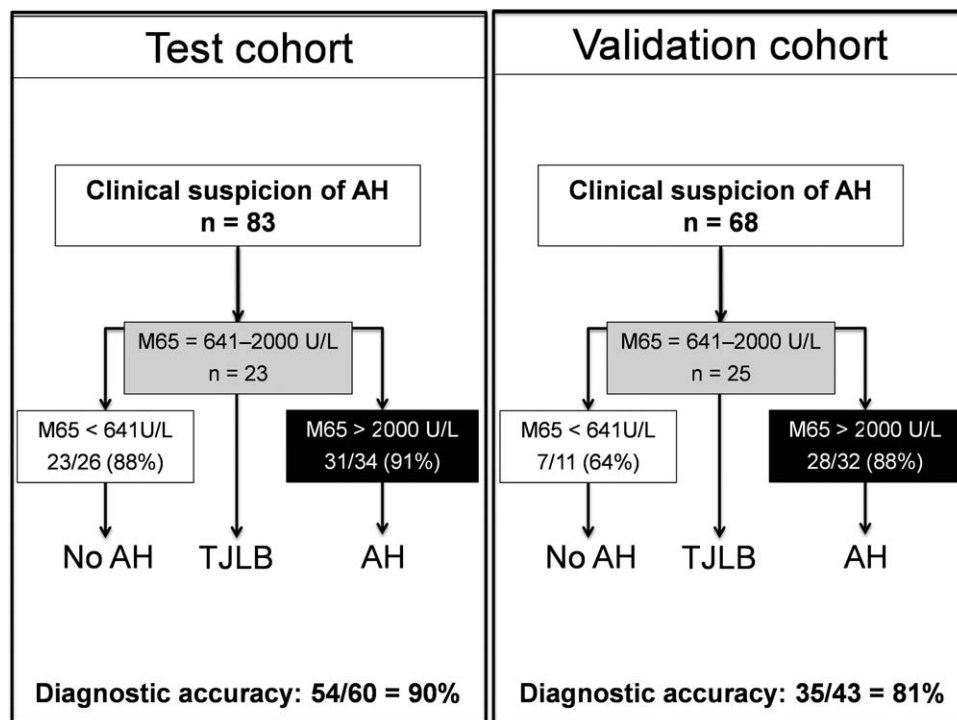 Test cohort
Clinical suspicion of AH
n = 83
M65 = 641–2000 U/L
n = 23
M65 < 641U/L
23/26 (88%)
M65 > 2000 U/L
31/34 (91%)
No AH
TJLB
AH
Diagnostic accuracy: 54/60 = 90%
Validation cohort
Clinical suspicion of AH
n = 68
M65 = 641–2000 U/L
n = 25
M65 < 641U/L
7/11 (64%)
M65 > 2000 U/L
28/32 (88%)
No AH
TJLB
AH
Diagnostic accuracy: 35/43 = 81%